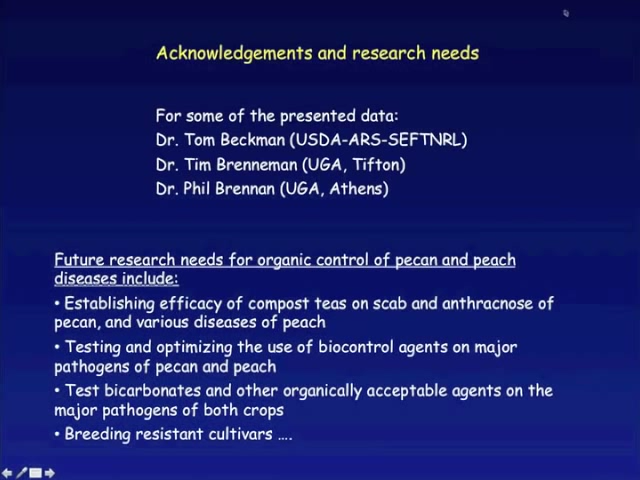 Acknowledgements and research needs
For some of the presented data:
Dr. Tom Beckman (USDA-ARS-SEFTNRL)
Dr. Tim Brenneman (UGA, Tifton)
Dr. Phil Brennan (UGA, Athens)
Future research needs for organic control of pecan and peach
diseases include:
• Establishing efficacy of compost teas on scab and anthracnose of
pecan, and various diseases of peach
• Testing and optimizing the use of biocontrol agents on major
pathogens of pecan and peach
• Test bicarbonates and other organically acceptable agents on the
major pathogens of both crops
• Breeding resistant cultivars ....